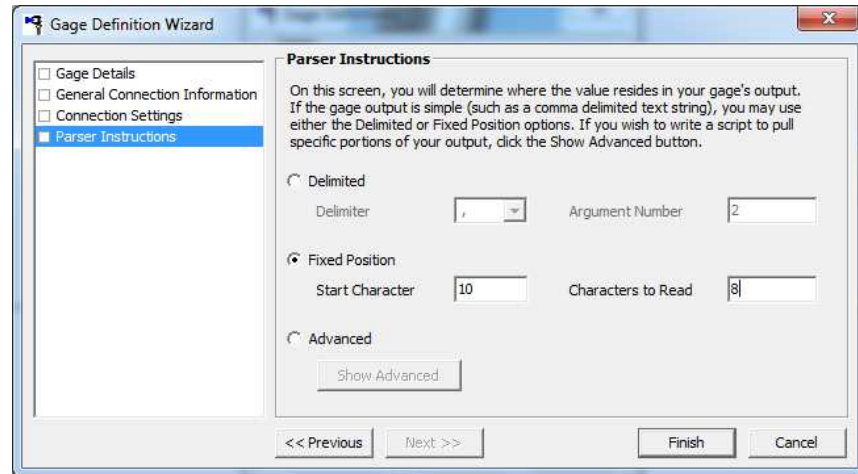 Gage Definition Wizard
Gage Details
General Connection Information
Connection Settings
Parser Instructions
Parser Instructions
On this screen, you will determine where the value resides in your gage's output.
If the gage output is simple (such as a comma delimited text string), you may use
either the Delimited or Fixed Position options. If you wish to write a script to pull
specific portions of your output, click the Show Advanced button.
Delimited
Delimiter , Argument Number 2
Fixed Position
Start Character 10 Characters to Read 8
Advanced
Show Advanced
<< Previous Next >> Finish Cancel